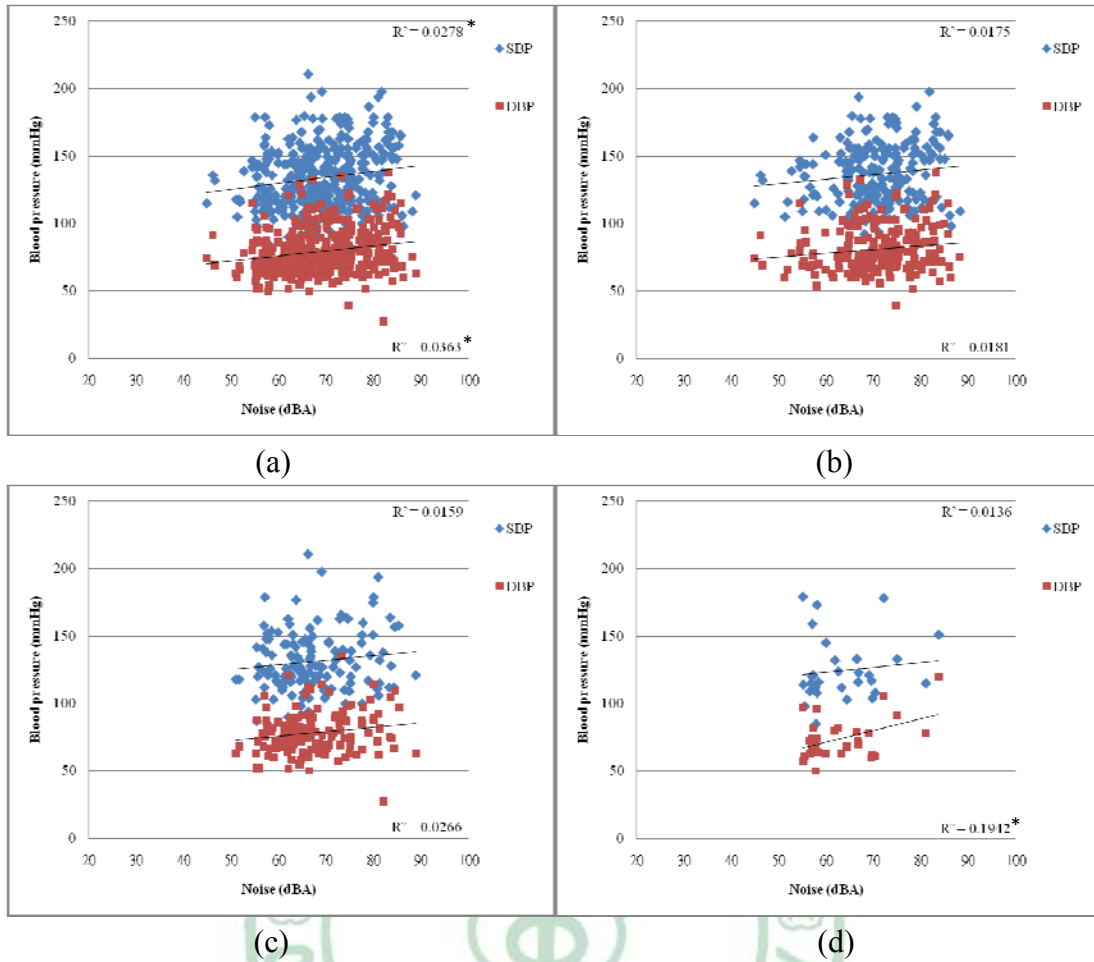 250
200
150
100
50
0
Blood pressure (mmHg)
R² = 0.0278 *
SBP
DBP
R² 0.0363 *
20 30 40 50 60 70 80 90 100
Noise (dBA)
(a)
250
200
150
100
50
0
Blood pressure (mmHg)
R² = 0.0175
SBP
DBP
R² 0.0181
20 30 40 50 60 70 80 90 100
Noise (dBA)
(b)
250
200
150
100
50
0
Blood pressure (mmHg)
R² = 0.0159
SBP
DBP
R² 0.0266
20 30 40 50 60 70 80 90 100
Noise (dBA)
(c)
250
200
150
100
50
0
Blood pressure (mmHg)
R² = 0.0136
SBP
DBP
R² = 0.1942 *
20 30 40 50 60 70 80 90 100
Noise (dBA)
(d)